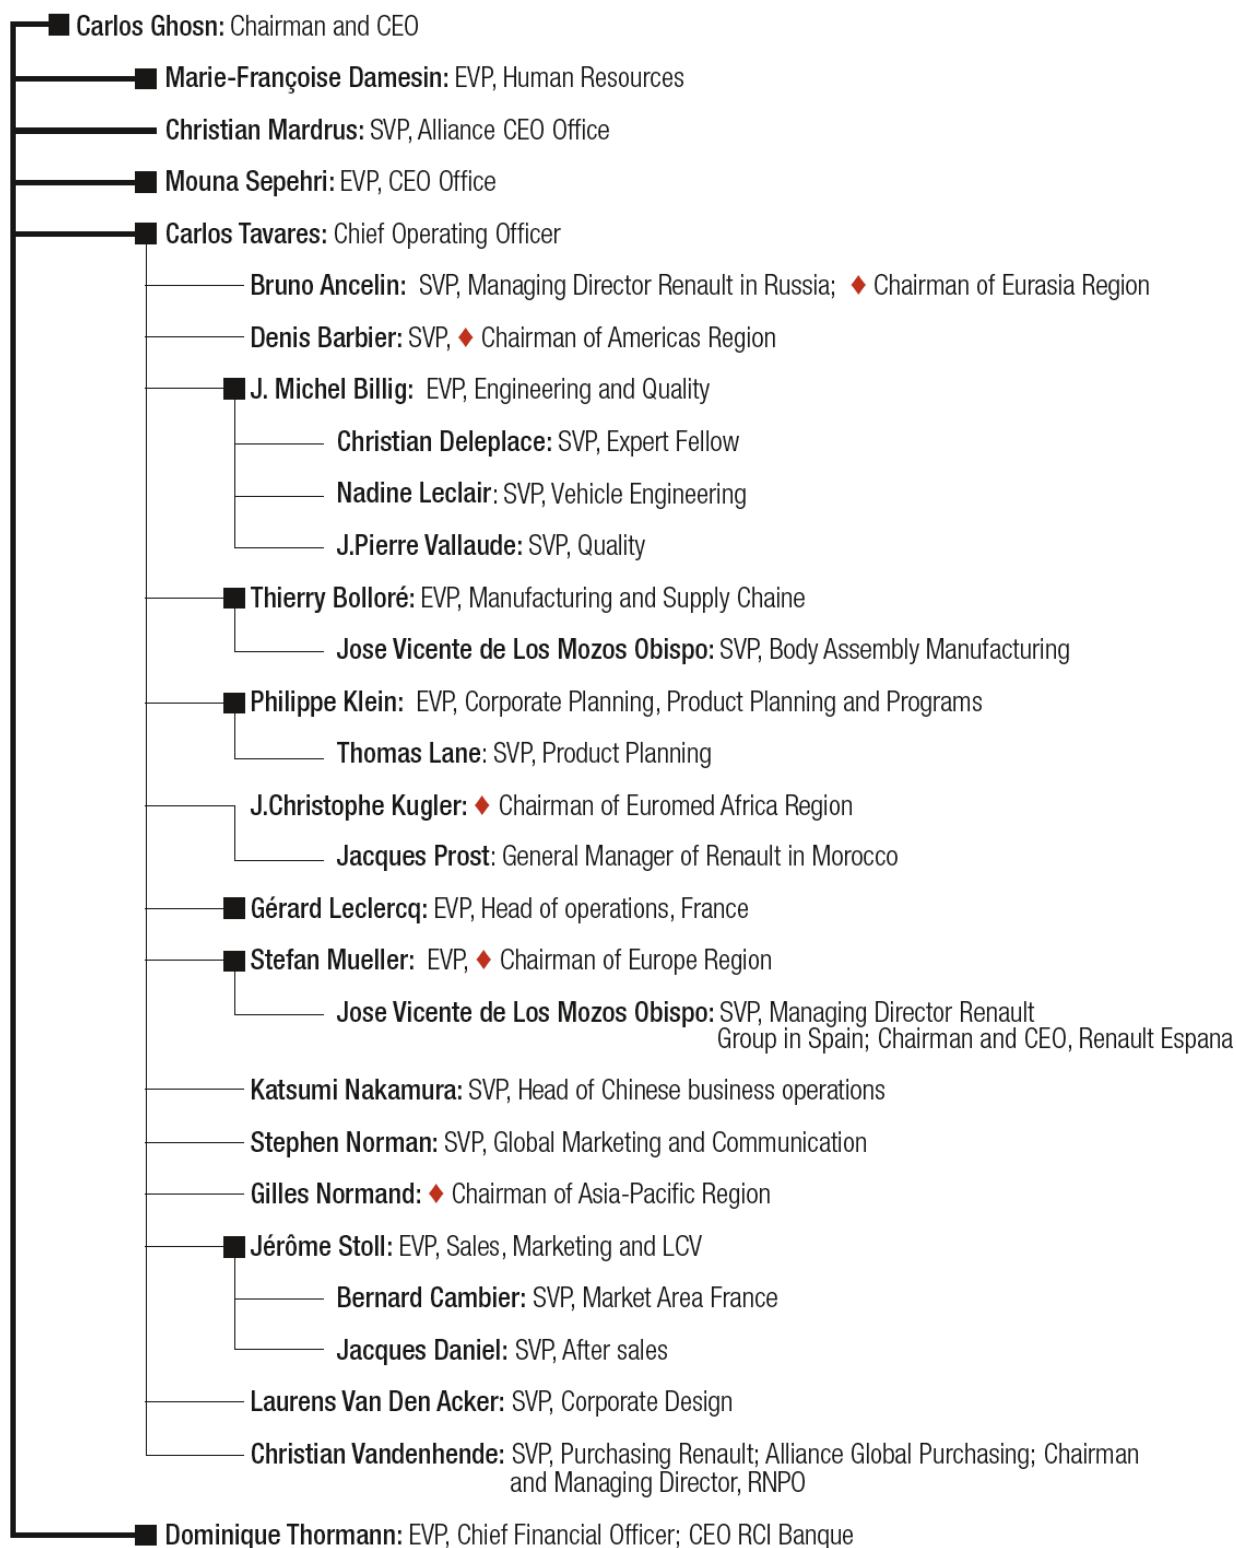 Carlos Ghosn: Chairman and CEO
Marie-Françoise Damesin: EVP, Human Resources
Christian Mardrus: SVP, Alliance CEO Office
Mouna Sepehri: EVP, CEO Office
Carlos Tavares: Chief Operating Officer
Bruno Ancelin: SVP, Managing Director Renault in Russia; ♦ Chairman of Eurasia Region
Denis Barbier: SVP, ♦ Chairman of Americas Region
J. Michel Billig: EVP, Engineering and Quality
Christian Deleplace: SVP, Expert Fellow
Nadine Leclair: SVP, Vehicle Engineering
J.Pierre Vallaude: SVP, Quality
Thierry Bolloré: EVP, Manufacturing and Supply Chaine
Jose Vicente de Los Mozos Obispo: SVP, Body Assembly Manufacturing
Philippe Klein: EVP, Corporate Planning, Product Planning and Programs
Thomas Lane: SVP, Product Planning
J.Christophe Kugler: ♦ Chairman of Euromed Africa Region
Jacques Prost: General Manager of Renault in Morocco
Gérard Leclercq: EVP, Head of operations, France
Stefan Mueller: EVP, ♦ Chairman of Europe Region
Jose Vicente de Los Mozos Obispo: SVP, Managing Director Renault
Group in Spain; Chairman and CEO, Renault Espana
Katsumi Nakamura: SVP, Head of Chinese business operations
Stephen Norman: SVP, Global Marketing and Communication
Gilles Normand: ♦ Chairman of Asia-Pacific Region
Jérôme Stoll: EVP, Sales, Marketing and LCV
Bernard Cambier: SVP, Market Area France
Jacques Daniel: SVP, After sales
Laurens Van Den Acker: SVP, Corporate Design
Christian Vandenhende: SVP, Purchasing Renault; Alliance Global Purchasing; Chairman
and Managing Director, RNPO
Dominique Thormann: EVP, Chief Financial Officer; CEO RCI Banque